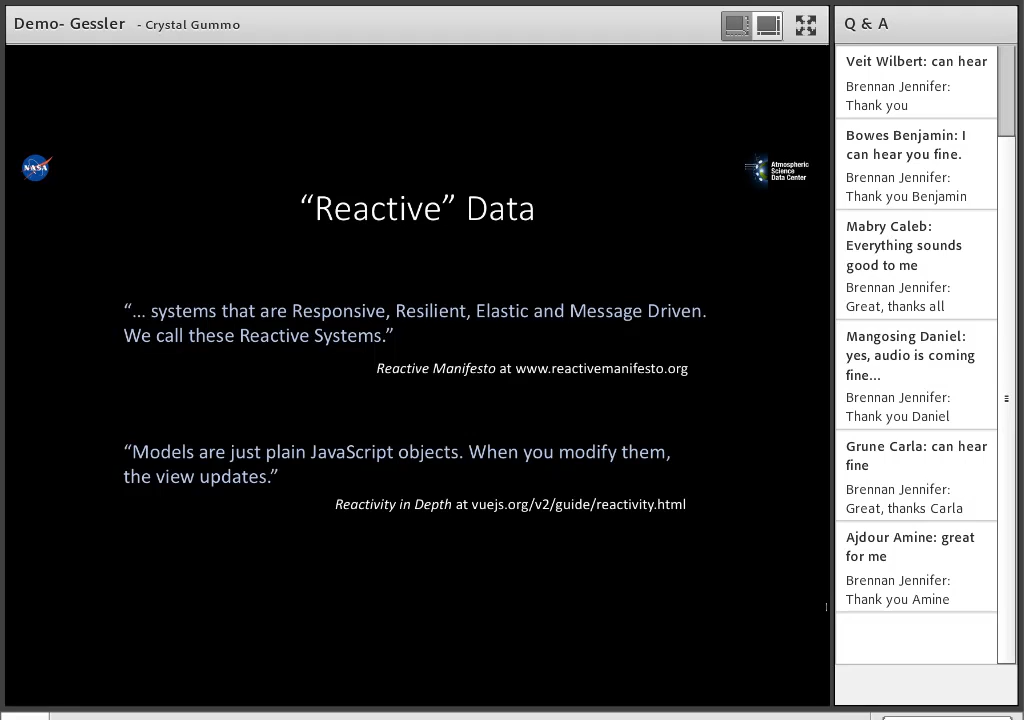 Demo- Gessler - Crystal Gummo
NASA
Atmospheric
Science
Data Center
“Reactive” Data
“... systems that are Responsive, Resilient, Elastic and Message Driven.
We call these Reactive Systems.”
Reactive Manifesto at www.reactivemanifesto.org
“Models are just plain JavaScript objects. When you modify them,
the view updates.”
Reactivity in Depth at vuejs.org/v2/guide/reactivity.html
Q & A
Veit Wilbert: can hear
Brennan Jennifer:
Thank you
Bowes Benjamin: I
can hear you fine.
Brennan Jennifer:
Thank you Benjamin
Mabry Caleb:
Everything sounds
good to me
Brennan Jennifer:
Great, thanks all
Mangosing Daniel:
yes, audio is coming
fine...
Brennan Jennifer:
Thank you Daniel
Grune Carla: can hear
fine
Brennan Jennifer:
Great, thanks Carla
Ajdour Amine: great
for me
Brennan Jennifer:
Thank you Amine